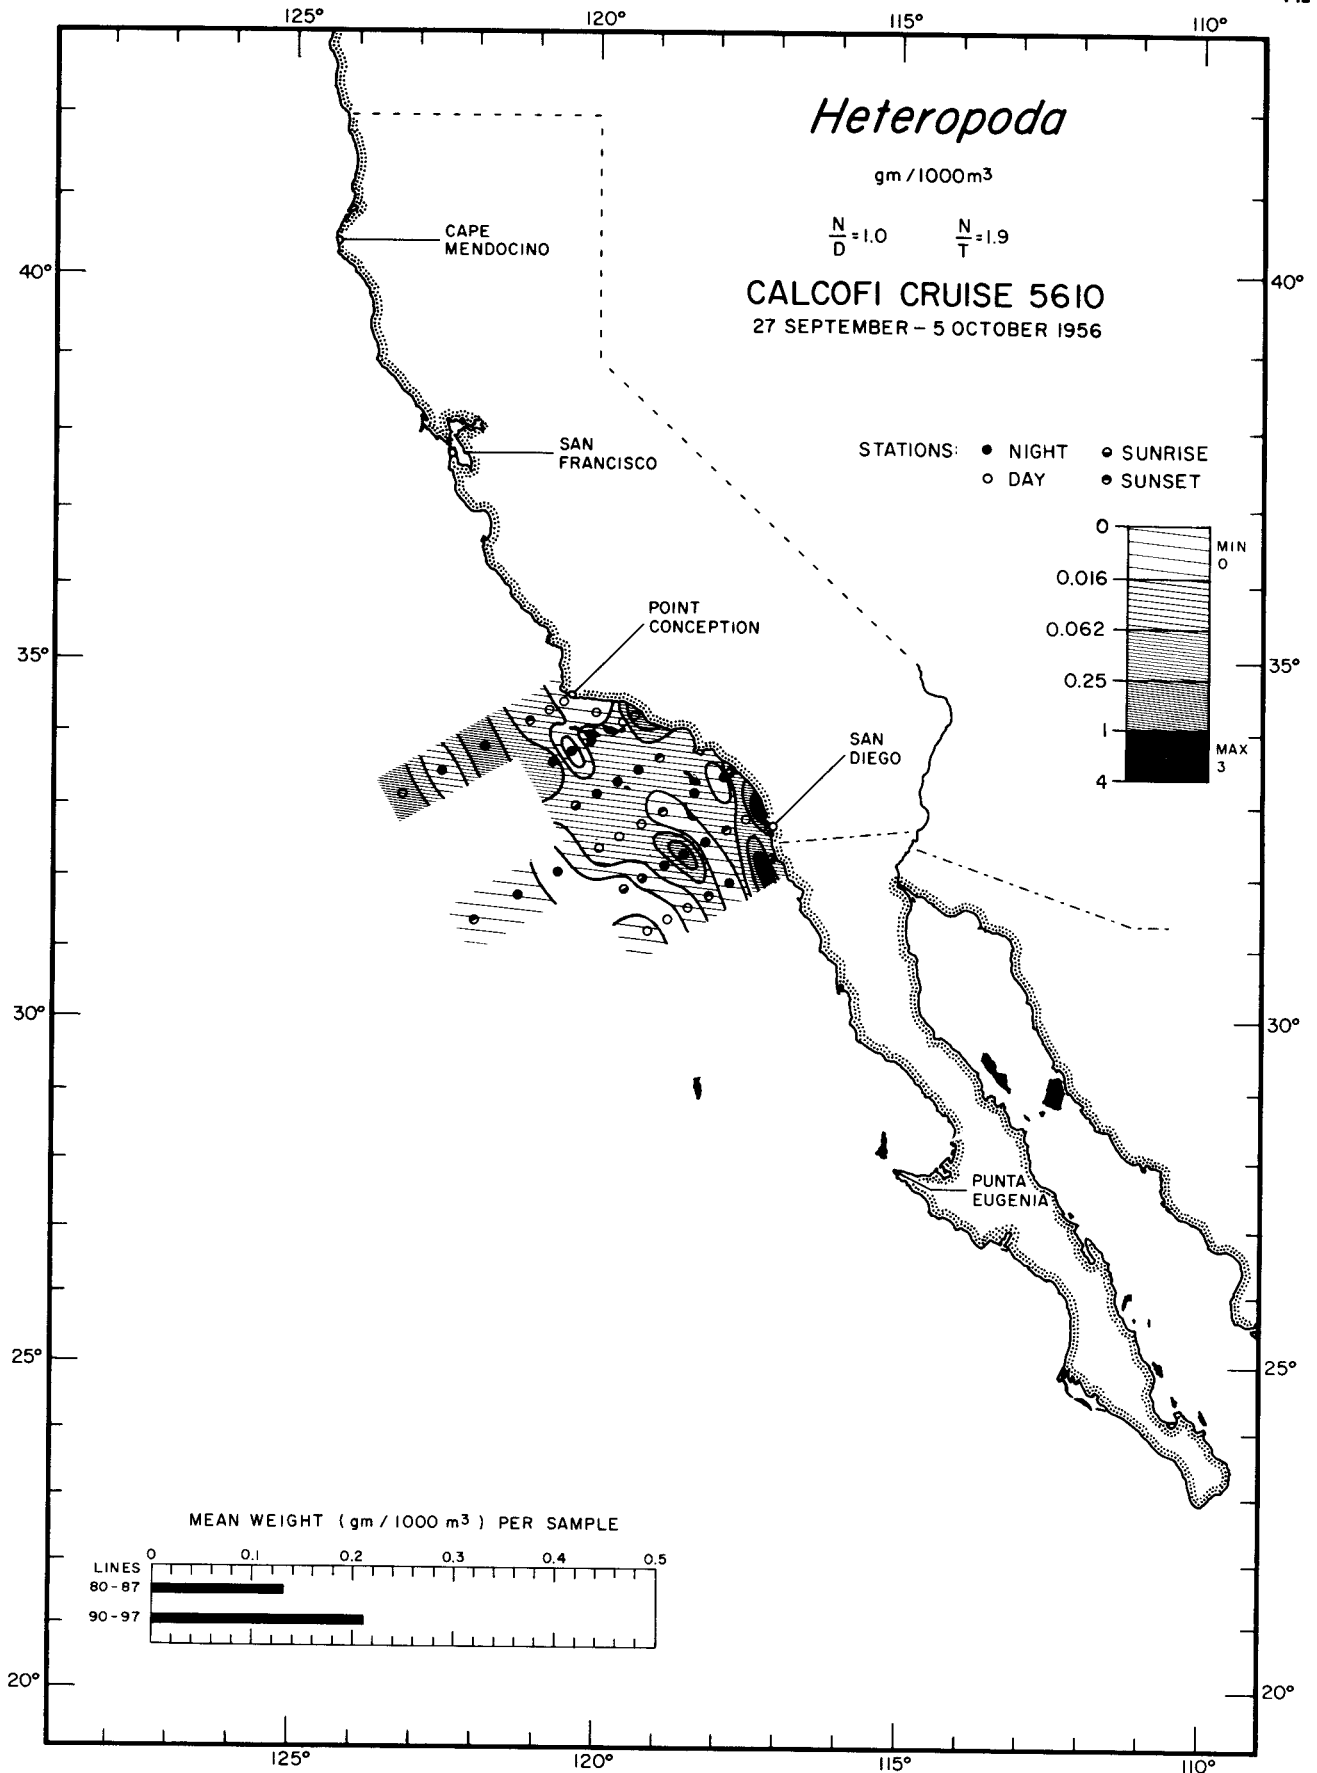 125° 120° 115° 110°
Heteropoda
gm/1000m³
N/D = 1.0 N/T = 1.9
CALCOFI CRUISE 5610
27 SEPTEMBER – 5 OCTOBER 1956
CAPE
MENDOCINO
40° 40°
SAN
FRANCISCO
STATIONS: ● NIGHT SUNRISE
○ DAY SUNSET
0
MIN
0
0.016
0.062
0.25
1
MAX
3
4
POINT
CONCEPTION
35° 35°
SAN
DIEGO
30° 30°
PUNTA
EUGENIA
25° 25°
MEAN WEIGHT (gm/1000 m³) PER SAMPLE
LINES 0 0.1 0.2 0.3 0.4 0.5
80-87
90-97
20° 20°
125° 120° 115° 110°